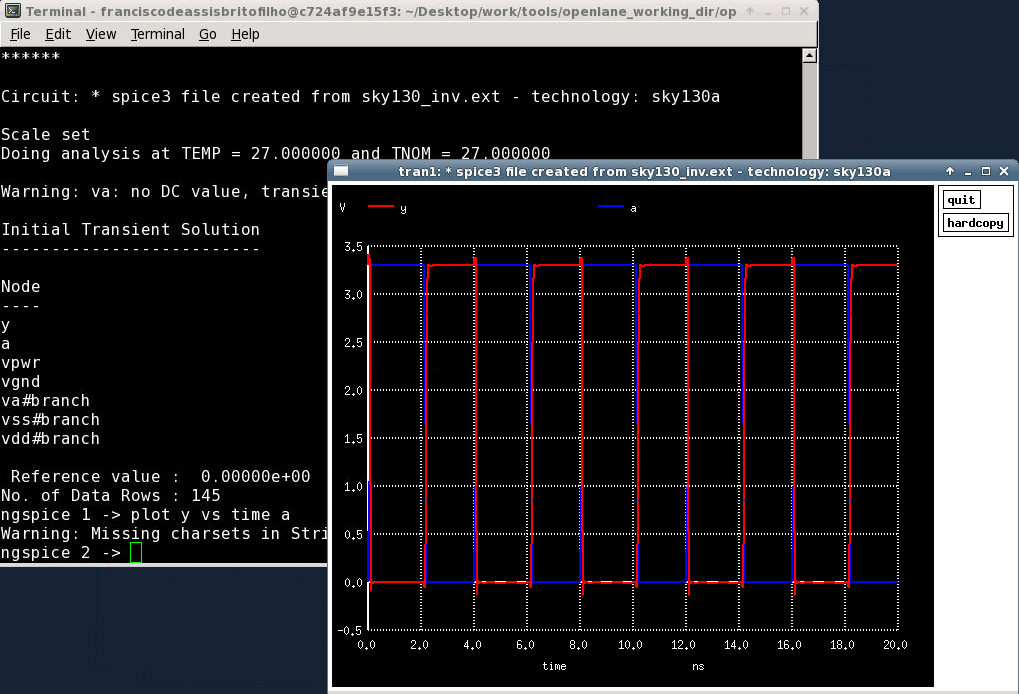 Terminal - franciscodeassisbritofilho@c724af9e15f3: ~/Desktop/work/tools/openlane_working_dir/op
File Edit View Terminal Go Help
******
Circuit: * spice3 file created from sky130_inv.ext - technology: sky130a
Scale set
Doing analysis at TEMP = 27.000000 and TNOM = 27.000000
Warning: va: no DC value, transie
Initial Transient Solution
--------------------------
Node
----
y
a
vpwr
vgnd
va#branch
vss#branch
vdd#branch
Reference value :  0.00000e+00
No. of Data Rows : 145
ngspice 1 -> plot y vs time a
Warning: Missing charsets in Stri
ngspice 2 ->
tran1: * spice3 file created from sky130_inv.ext - technology: sky130a
quit
hardcopy
V y a
3.5
3.0
2.5
2.0
1.5
1.0
0.5
0.0
-0.5
0.0 2.0 4.0 6.0 8.0 10.0 12.0 14.0 16.0 18.0 20.0
time ns